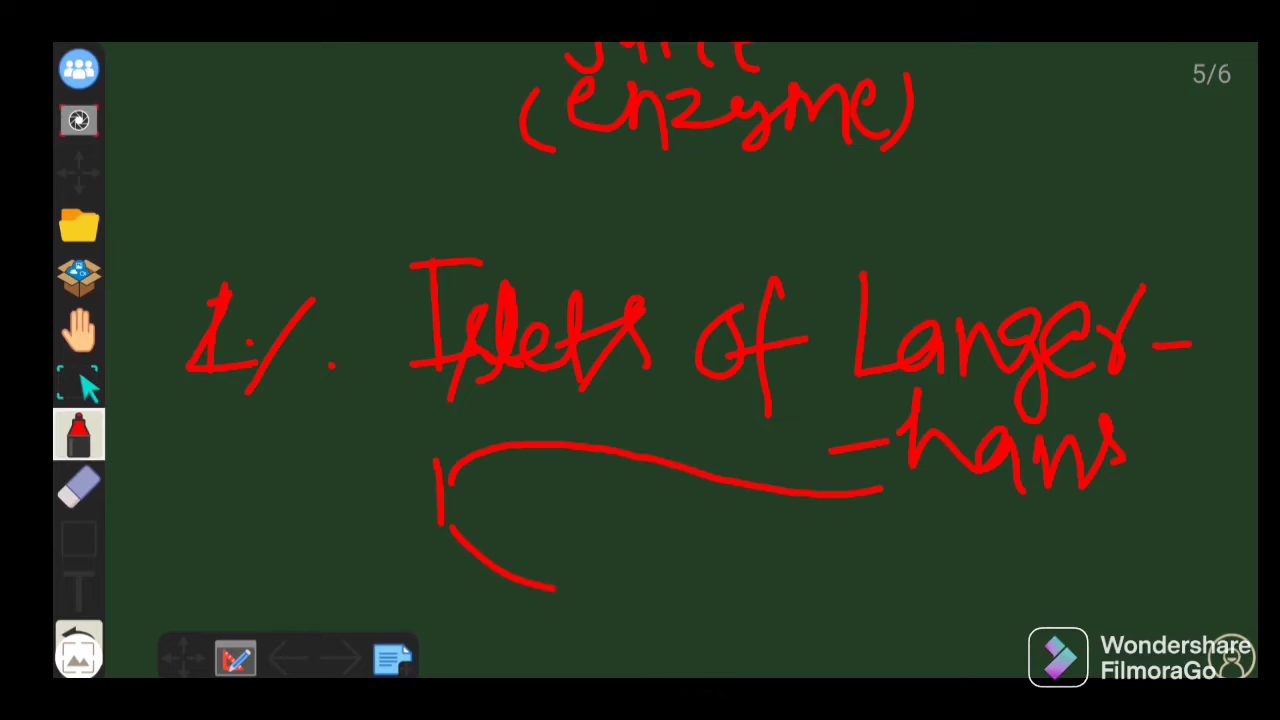 5/6
(enzyme)
1/. Islets of Langer-
-hans
Wondershare
FilmoraGo